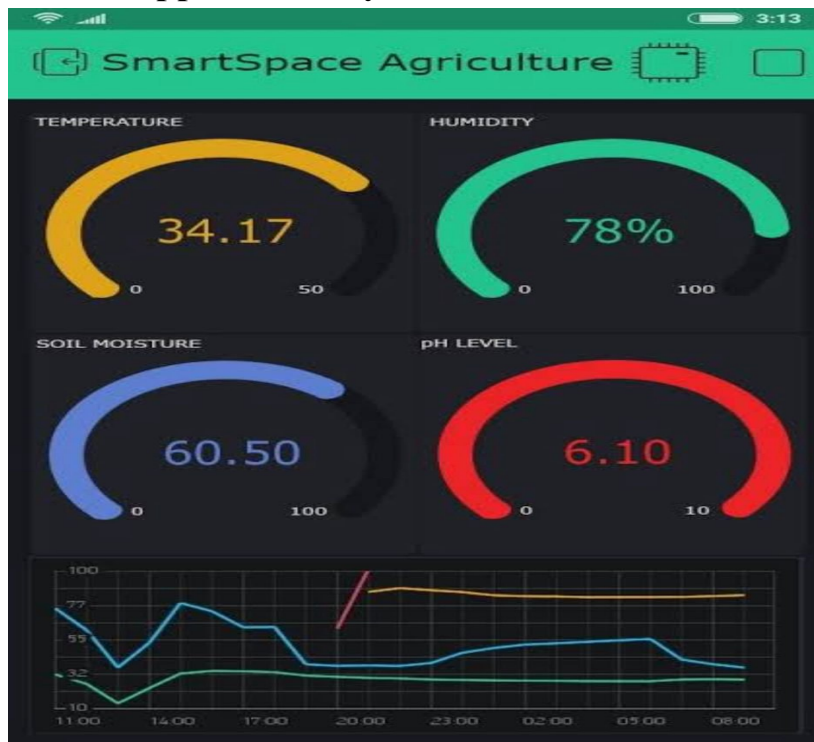 3:13
SmartSpace Agriculture
TEMPERATURE
34.17
0 50
HUMIDITY
78%
0 100
SOIL MOISTURE
60.50
0 100
pH LEVEL
6.10
0 10
100
77
55
32
10
11:00 14:00 17:00 20:00 23:00 02:00 05:00 08:00